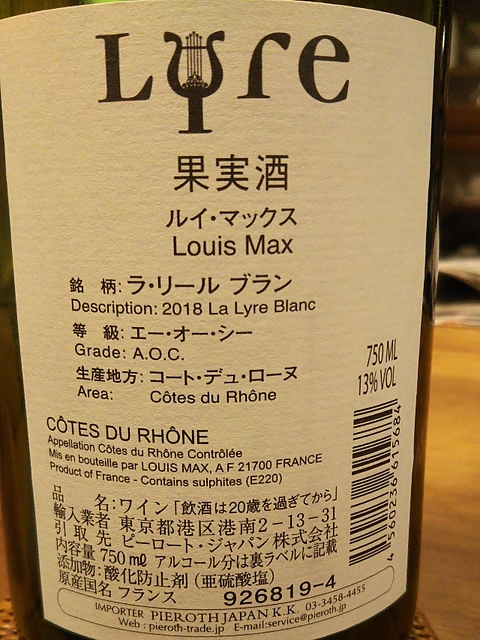 Lyre
果実酒
ルイ・マックス
Louis Max
銘 柄: ラ・リール ブラン
Description: 2018 La Lyre Blanc
等 級: エー・オー・シー
Grade: A.O.C.
生産地方: コート・デュ・ローヌ
Area: Côtes du Rhône
750 ML
13% VOL
CÔTES DU RHÔNE
Appellation Côtes du Rhône Contrôlée
Mis en bouteille par LOUIS MAX, A F 21700 FRANCE
Product of France - Contains sulphites (E220)
品 名: ワイン「飲酒は20歳を過ぎてから」
輸入業者 東京都港区港南2-13-31
引 取 先 ピーロート・ジャパン株式会社
内容量 750㎖ アルコール分は裏ラベルに記載
添加物: 酸化防止剤 (亜硫酸塩)
原産国名 フランス 926819-4
4 560236 615684
IMPORTER PIEROTH JAPAN K.K. 03-3458-4455
Web : pieroth-trade.jp E-mail:service@pieroth.jp